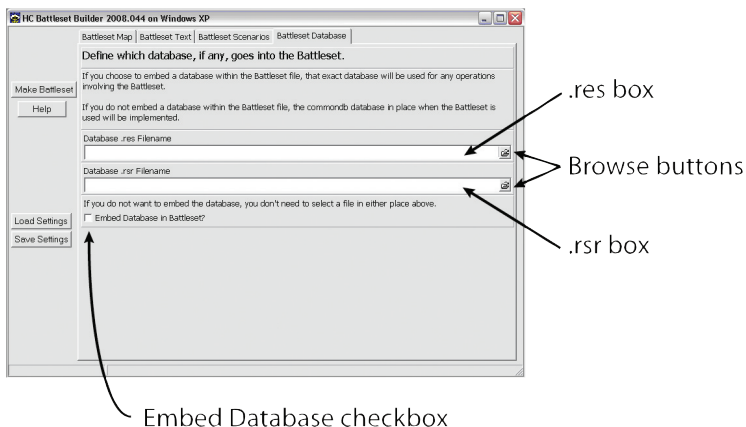 HC Battleset Builder 2008.044 on Windows XP
Battleset Map Battleset Text Battleset Scenarios Battleset Database
Define which database, if any, goes into the Battleset.
If you choose to embed a database within the Battleset file, that exact database will be used for any operations
involving the Battleset.
Make Battleset
Help
If you do not embed a database within the Battleset file, the commondb database in place when the Battleset is
used will be implemented.
.res box
Database .res Filename
Browse buttons
Database .rsr Filename
If you do not want to embed the database, you don't need to select a file in either place above.
Embed Database in Battleset?
Load Settings
Save Settings
.rsr box
Embed Database checkbox